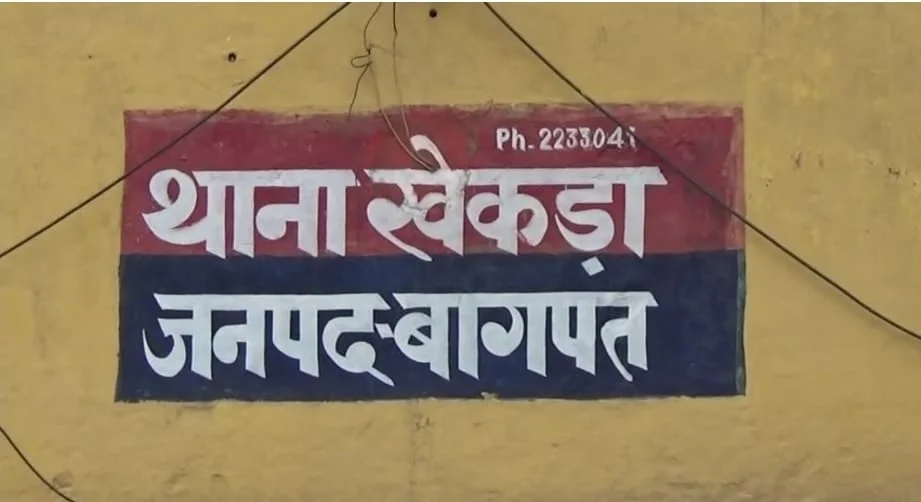 Ph. 2233041
थाना खेकड़ा
जनपद-बागपत